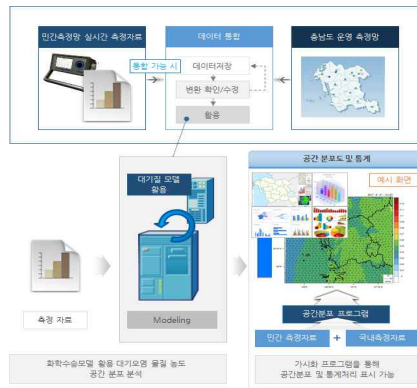 민간측정망 실시간 측정자료
데이터 통합
충남도 운영 측정망
통합 가능 시
데이터저장
변환 확인/수정
활용
대기질 모델
활용
측정 자료
Modeling
화학수송모델 활용 대기오염 물질 농도
공간 분포 분석
공간 분포도 및 통계
예시 화면
공간분포 프로그램
민간 측정자료 + 국내측정자료
가시화 프로그램을 통해
공간분포 및 통계처리 표시 가능